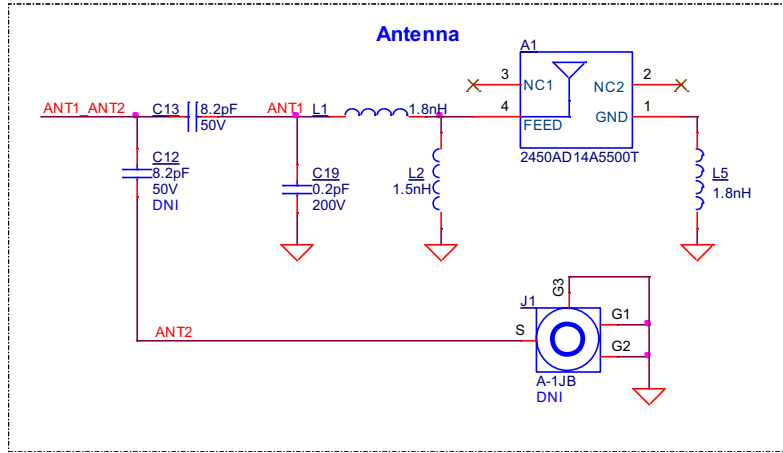 Antenna
A1
3 NC1 NC2 2
ANT1_ANT2 C13 8.2pF ANT1 L1 1.8nH 4 FEED GND 1
50V
2450AD14A5500T
C12
8.2pF
50V
DNI
C19
0.2pF
200V
L2
1.5nH
L5
1.8nH
G3
J1
ANT2 S G1
G2
A-1JB
DNI